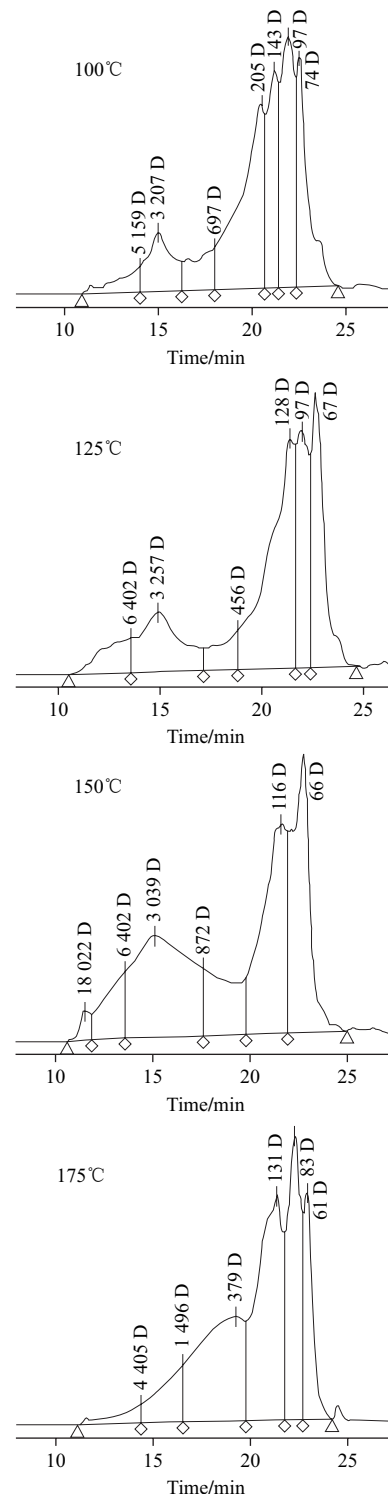 100℃
5 159 D
3 207 D
697 D
205 D
143 D
97 D
74 D
10 15 20 25
Time/min
125℃
6 402 D
3 257 D
456 D
128 D
97 D
67 D
10 15 20 25
Time/min
150℃
18 022 D
6 402 D
3 039 D
872 D
116 D
66 D
10 15 20 25
Time/min
175℃
4 405 D
1 496 D
379 D
131 D
83 D
61 D
10 15 20 25
Time/min